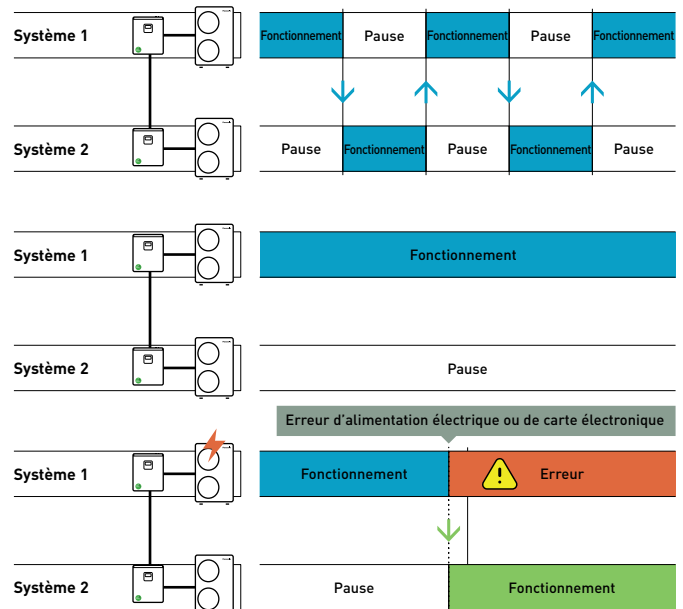 Système 1
Fonctionnement Pause Fonctionnement Pause Fonctionnement
Système 2
Pause Fonctionnement Pause Fonctionnement Pause
Système 1
Fonctionnement
Système 2
Pause
Erreur d'alimentation électrique ou de carte électronique
Système 1
Fonctionnement ! Erreur
Système 2
Pause Fonctionnement